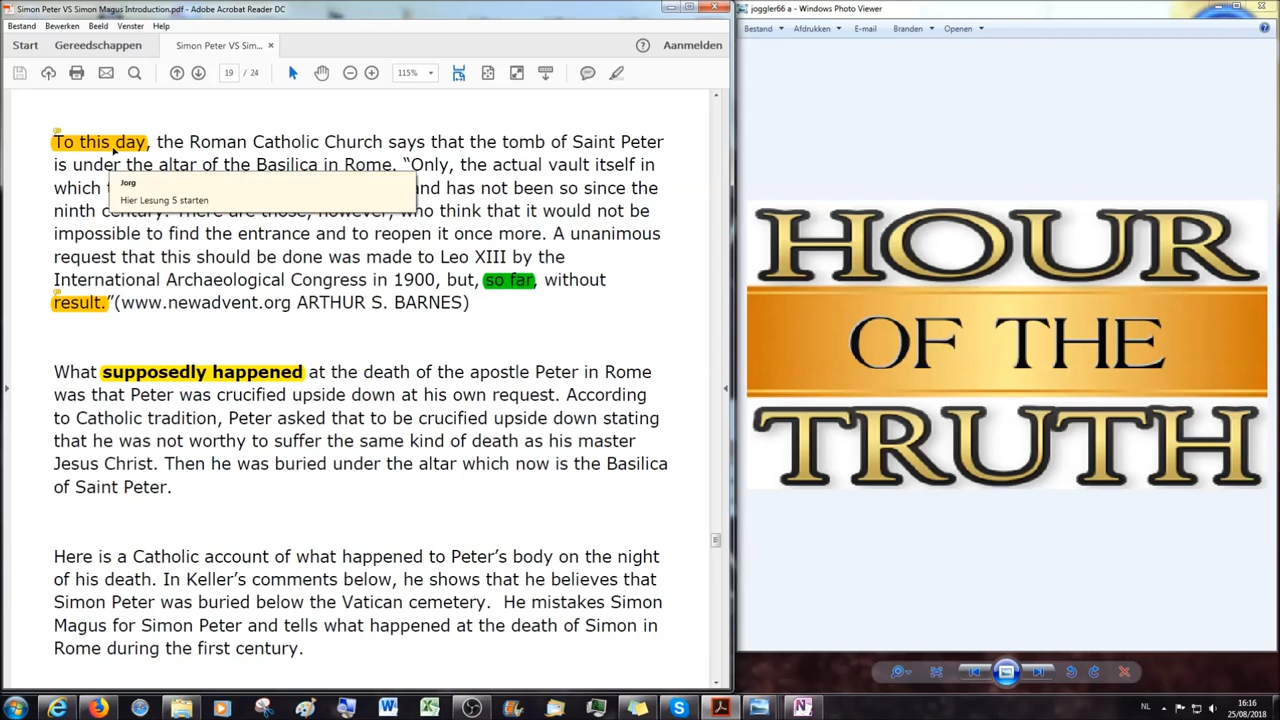 Simon Peter VS Simon Magus Introduction.pdf - Adobe Acrobat Reader DC
Bestand Bewerken Beeld Venster Help
Start Gereedschappen Simon Peter VS Sim... × Aanmelden
19 / 24 115%
To this day, the Roman Catholic Church says that the tomb of Saint Peter
is under the altar of the Basilica in Rome. “Only, the actual vault itself in
which and has not been so since the
Jorg
Hier Lesung 5 starten
ninth century. There are those, however, who think that it would not be
impossible to find the entrance and to reopen it once more. A unanimous
request that this should be done was made to Leo XIII by the
International Archaeological Congress in 1900, but, so far, without
result.”(www.newadvent.org ARTHUR S. BARNES)
What supposedly happened at the death of the apostle Peter in Rome
was that Peter was crucified upside down at his own request. According
to Catholic tradition, Peter asked that to be crucified upside down stating
that he was not worthy to suffer the same kind of death as his master
Jesus Christ. Then he was buried under the altar which now is the Basilica
of Saint Peter.
Here is a Catholic account of what happened to Peter’s body on the night
of his death. In Keller’s comments below, he shows that he believes that
Simon Peter was buried below the Vatican cemetery. He mistakes Simon
Magus for Simon Peter and tells what happened at the death of Simon in
Rome during the first century.
joggler66 a - Windows Photo Viewer
Bestand Afdrukken E-mail Branden Openen
HOUR
OF THE
TRUTH
NL
16:16
25/08/2018